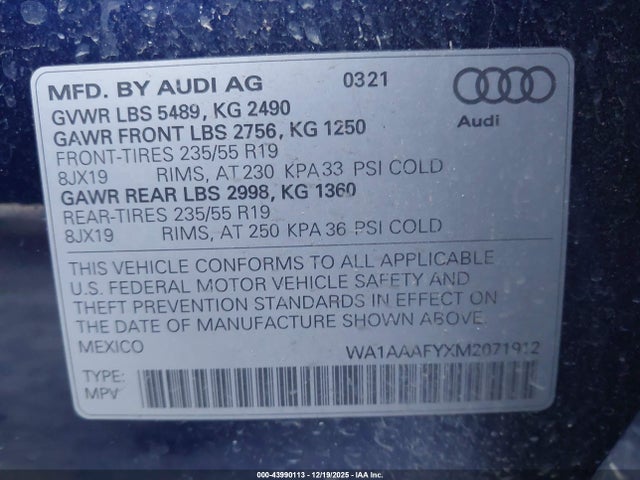 MFD. BY AUDI AG 0321
GVWR LBS 5489, KG 2490
GAWR FRONT LBS 2756, KG 1250
FRONT-TIRES 235/55 R19
8JX19 RIMS, AT 230 KPA 33 PSI COLD
GAWR REAR LBS 2998, KG 1360
REAR-TIRES 235/55 R19
8JX19 RIMS, AT 250 KPA 36 PSI COLD
Audi
THIS VEHICLE CONFORMS TO ALL APPLICABLE
U.S. FEDERAL MOTOR VEHICLE SAFETY AND
THEFT PREVENTION STANDARDS IN EFFECT ON
THE DATE OF MANUFACTURE SHOWN ABOVE.
MEXICO WA1AAAFYXM2071912
TYPE:
MPV
000-43990113 - 12/19/2025 - IAA Inc.